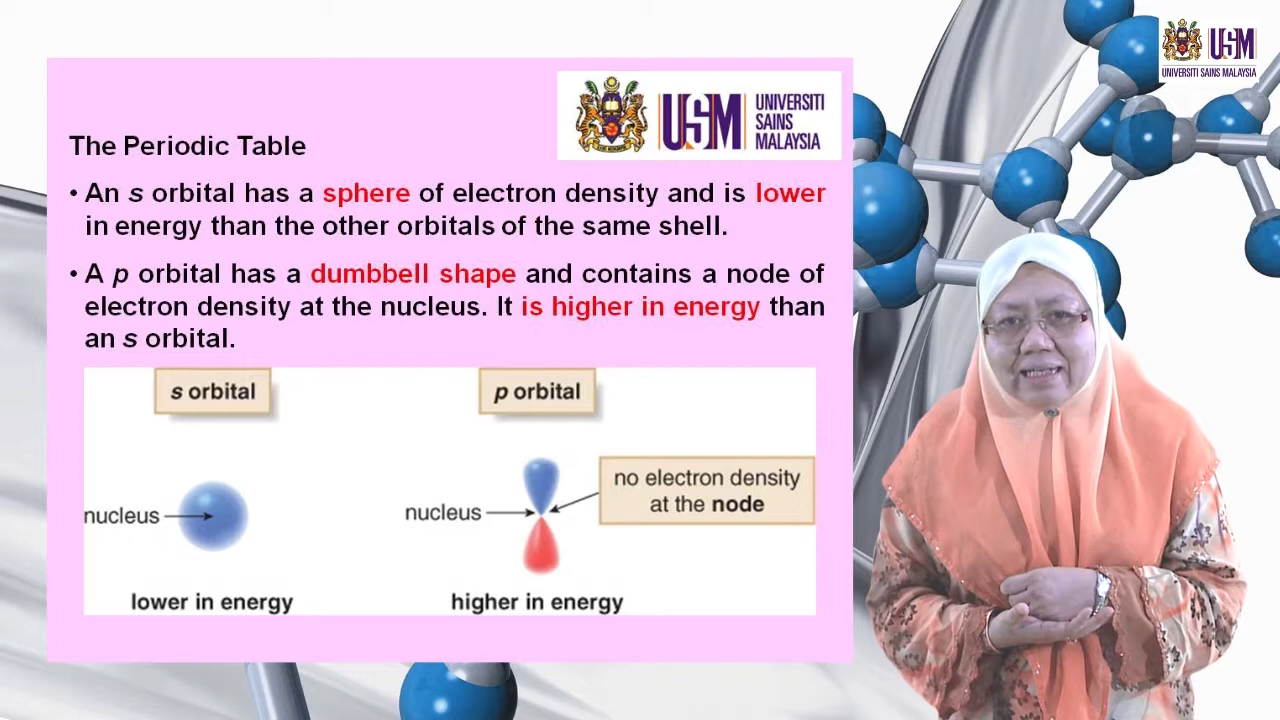 USM
UNIVERSITI SAINS MALAYSIA
USM
UNIVERSITI
SAINS
MALAYSIA
The Periodic Table
• An s orbital has a sphere of electron density and is lower
in energy than the other orbitals of the same shell.
• A p orbital has a dumbbell shape and contains a node of
electron density at the nucleus. It is higher in energy than
an s orbital.
s orbital
p orbital
nucleus
nucleus
no electron density
at the node
lower in energy
higher in energy